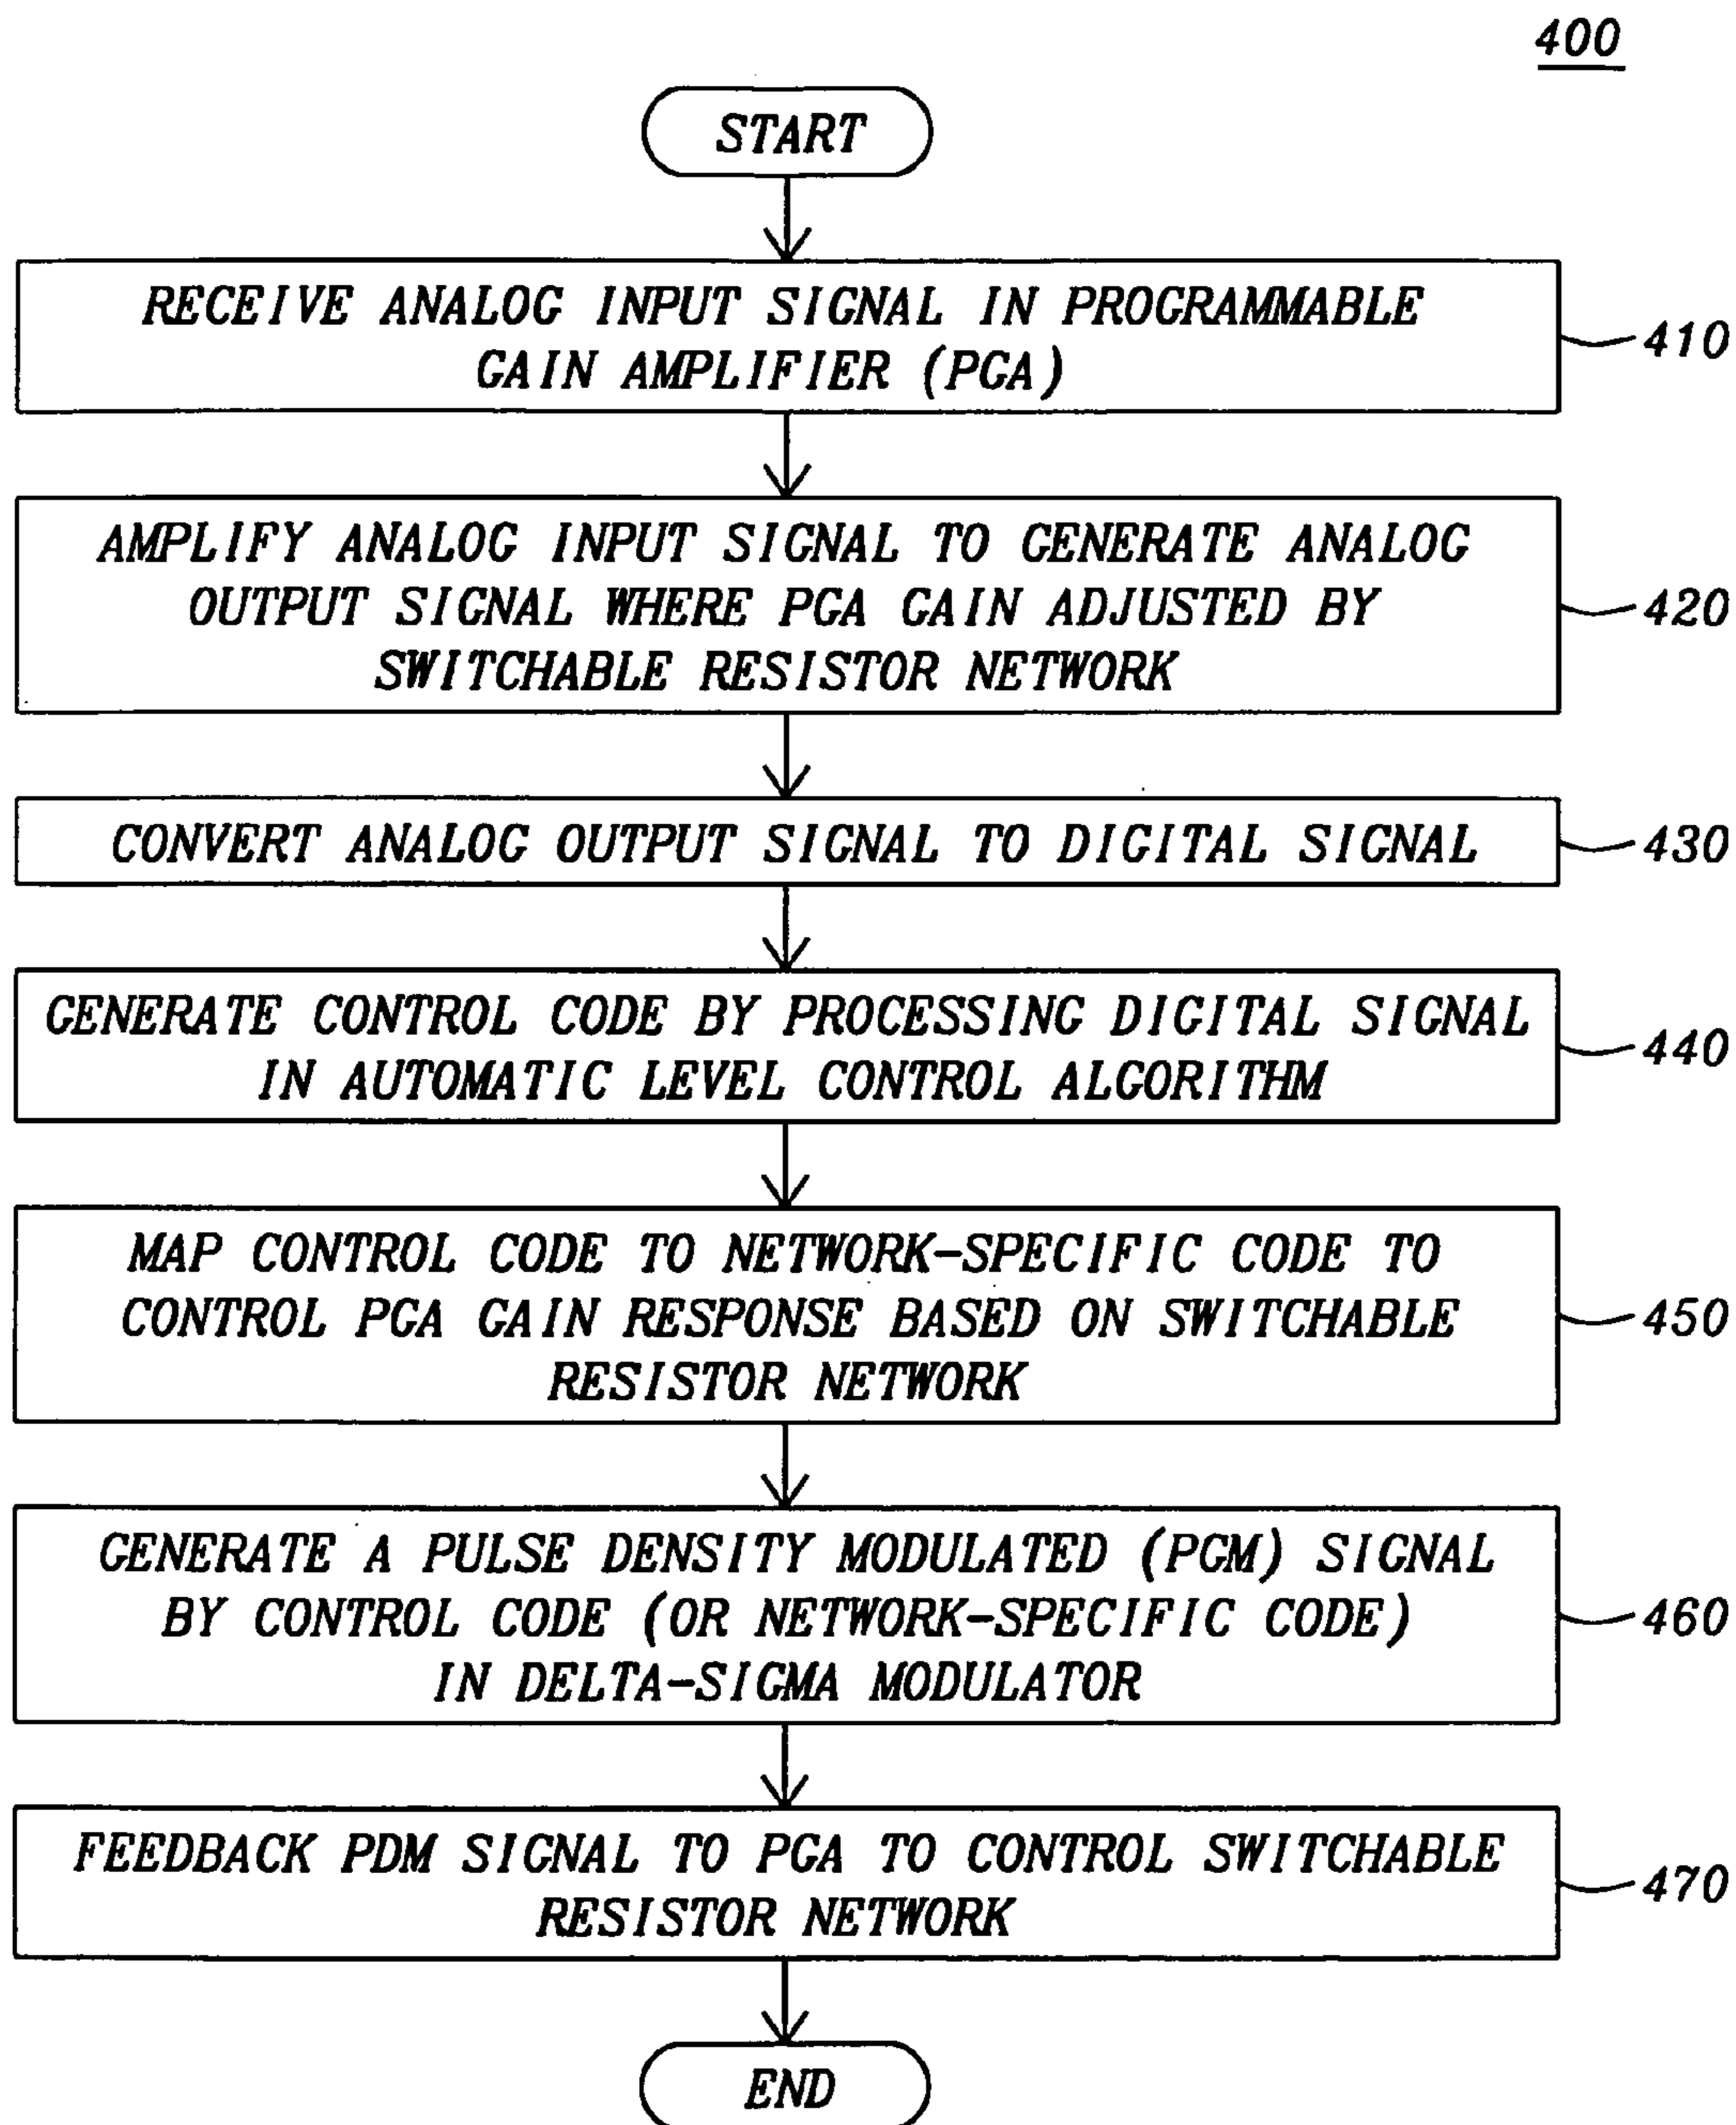 400
START
RECEIVE ANALOG INPUT SIGNAL IN PROGRAMMABLE
GAIN AMPLIFIER (PGA)
410
AMPLIFY ANALOG INPUT SIGNAL TO GENERATE ANALOG
OUTPUT SIGNAL WHERE PGA GAIN ADJUSTED BY
SWITCHABLE RESISTOR NETWORK
420
CONVERT ANALOG OUTPUT SIGNAL TO DIGITAL SIGNAL
430
GENERATE CONTROL CODE BY PROCESSING DIGITAL SIGNAL
IN AUTOMATIC LEVEL CONTROL ALGORITHM
440
MAP CONTROL CODE TO NETWORK-SPECIFIC CODE TO
CONTROL PGA GAIN RESPONSE BASED ON SWITCHABLE
RESISTOR NETWORK
450
GENERATE A PULSE DENSITY MODULATED (PGM) SIGNAL
BY CONTROL CODE (OR NETWORK-SPECIFIC CODE)
IN DELTA-SIGMA MODULATOR
460
FEEDBACK PDM SIGNAL TO PGA TO CONTROL SWITCHABLE
RESISTOR NETWORK
470
END